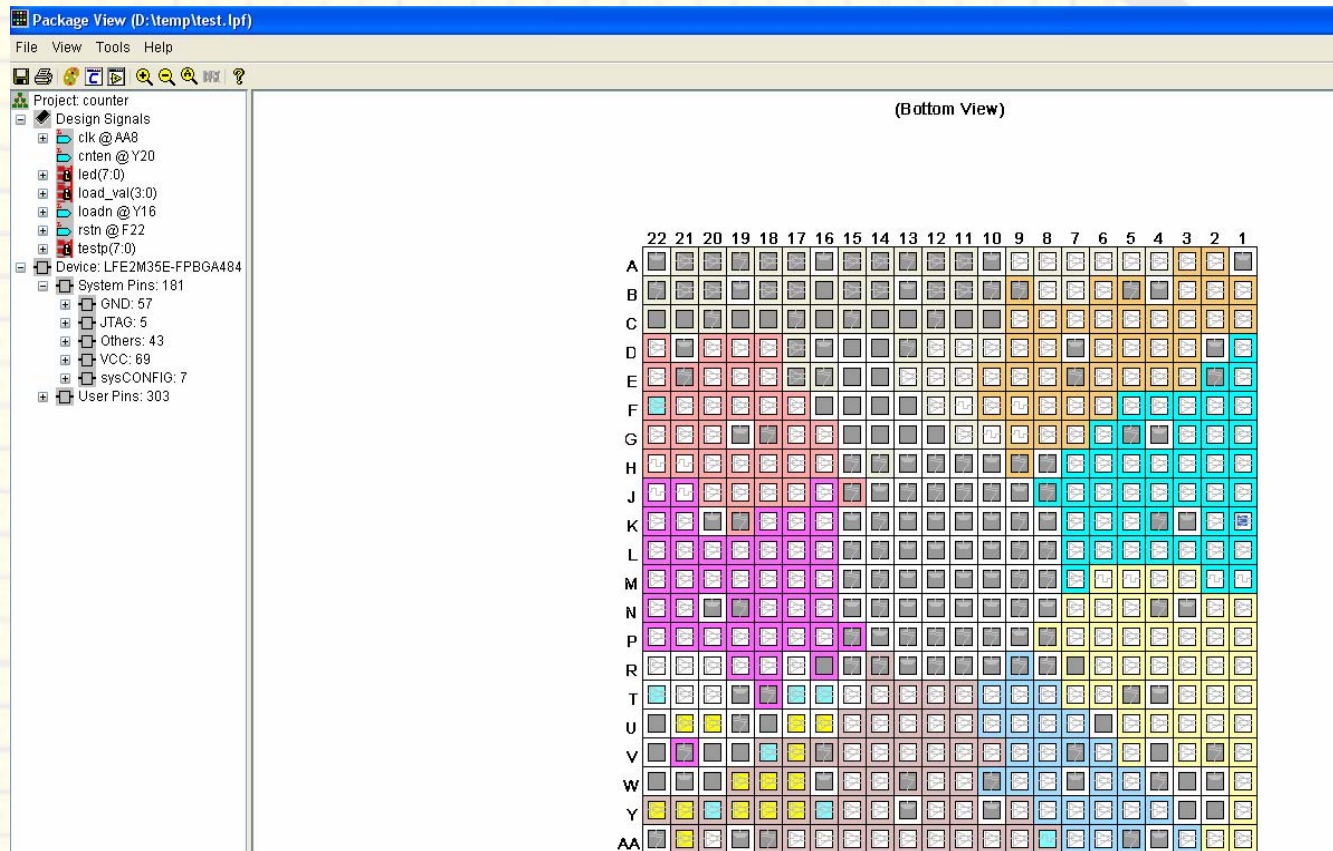 Package View (D:\temp\test.lpf)
File View Tools Help
Project: counter
Design Signals
clk @ AA8
cnten @ Y20
led(7:0)
load_val(3:0)
loadn @ Y16
rstn @ F22
testp(7:0)
Device: LFE2M35E-FPBGA484
System Pins: 181
GND: 57
JTAG: 5
Others: 43
VCC: 69
sysCONFIG: 7
User Pins: 303
(Bottom View)
22 21 20 19 18 17 16 15 14 13 12 11 10 9 8 7 6 5 4 3 2 1
A
B
C
D
E
F
G
H
J
K
L
M
N
P
R
T
U
V
W
Y
AA